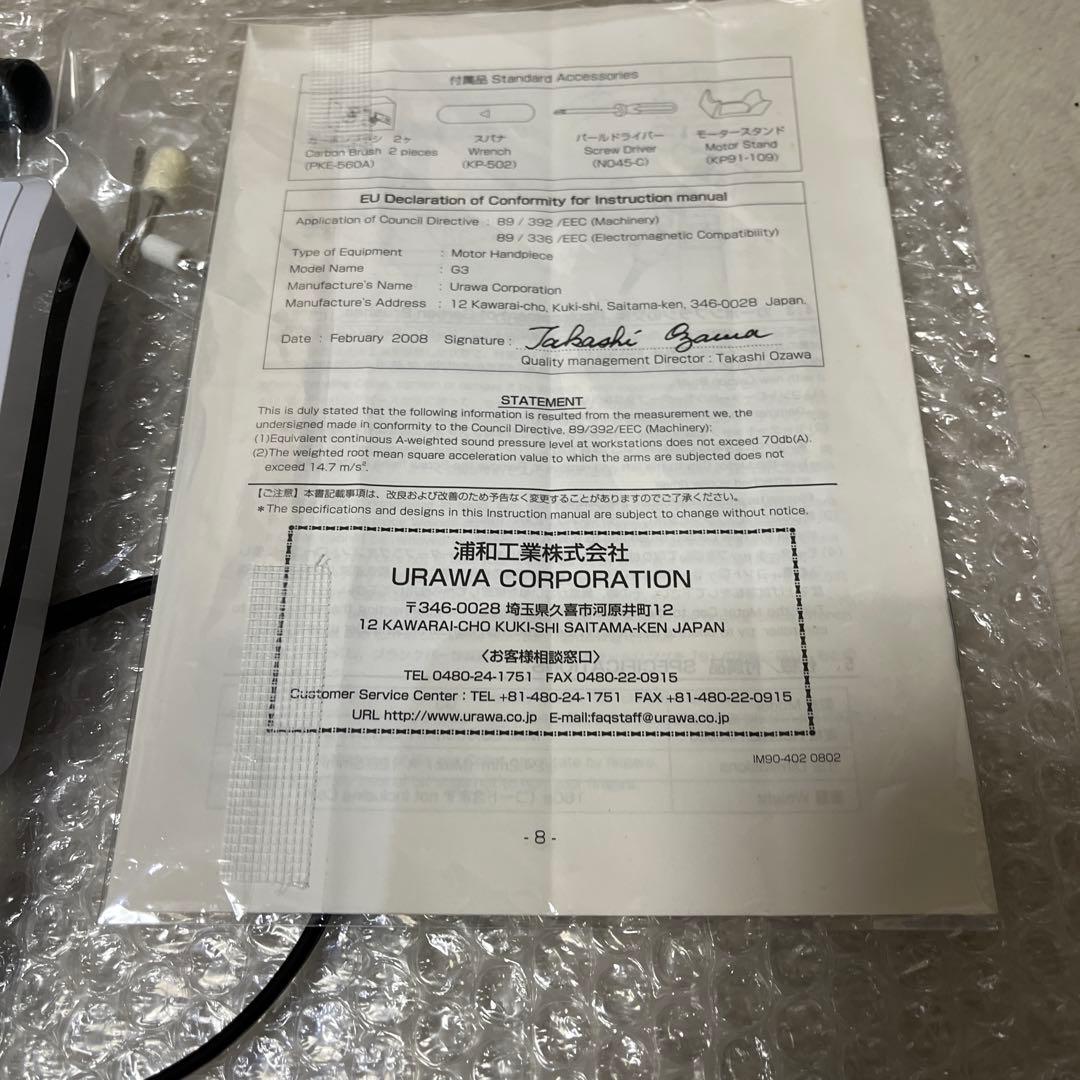 付属品 Standard Accessories
2ヶ
Carbon Brush 2 pieces
(PKE-560A)
スパナ
Wrench
(KP-502)
パールドライバー
Screw Driver
(NO45-C)
モータースタンド
Motor Stand
(KP91-109)
EU Declaration of Conformity for Instruction manual
Application of Council Directive : 89 / 392 /EEC (Machinery)
89 / 336 /EEC (Electromagnetic Compatibility)
Type of Equipment : Motor Handpiece
Model Name : G3
Manufacture's Name : Urawa Corporation
Manufacture's Address : 12 Kawarai-cho, Kuki-shi, Saitama-ken, 346-0028 Japan.
Date : February 2008 Signature : Takashi Ozawa
Quality management Director : Takashi Ozawa
STATEMENT
This is duly stated that the following information is resulted from the measurement we, the
undersigned made in conformity to the Council Directive, 89/392/EEC (Machinery):
(1)Equivalent continuous A-weighted sound pressure level at workstations does not exceed 70db(A).
(2)The weighted root mean square acceleration value to which the arms are subjected does not
exceed 14.7 m/s².
【ご注意】本書記載事項は、改良および改善のため予告なく変更することがありますのでご了承ください。
*The specifications and designs in this Instruction manual are subject to change without notice.
浦和工業株式会社
URAWA CORPORATION
〒346-0028 埼玉県久喜市河原井町12
12 KAWARAI-CHO KUKI-SHI SAITAMA-KEN JAPAN
〈お客様相談窓口〉
TEL 0480-24-1751 FAX 0480-22-0915
Customer Service Center : TEL +81-480-24-1751 FAX +81-480-22-0915
URL http://www.urawa.co.jp E-mail:faqstaff@urawa.co.jp
IM90-402 0802
- 8 -